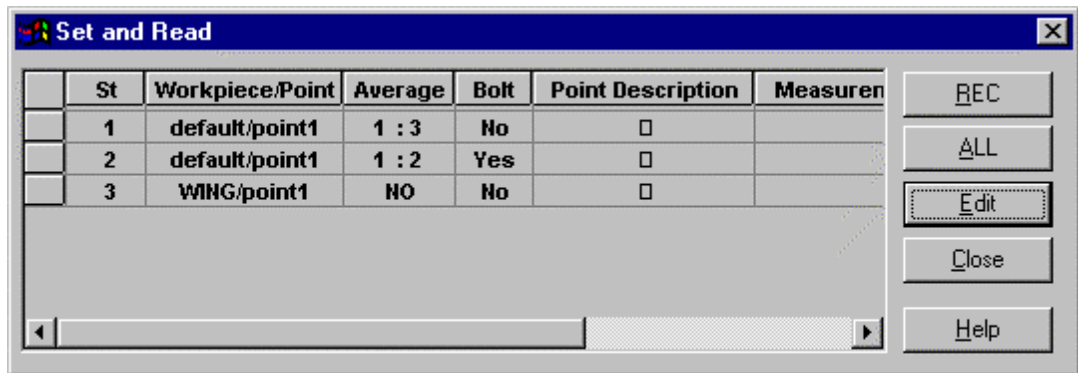 Set and Read
St Workpiece/Point Average Bolt Point Description Measuren
1 default/point1 1 : 3 No
2 default/point1 1 : 2 Yes
3 WING/point1 NO No
REC
ALL
Edit
Close
Help